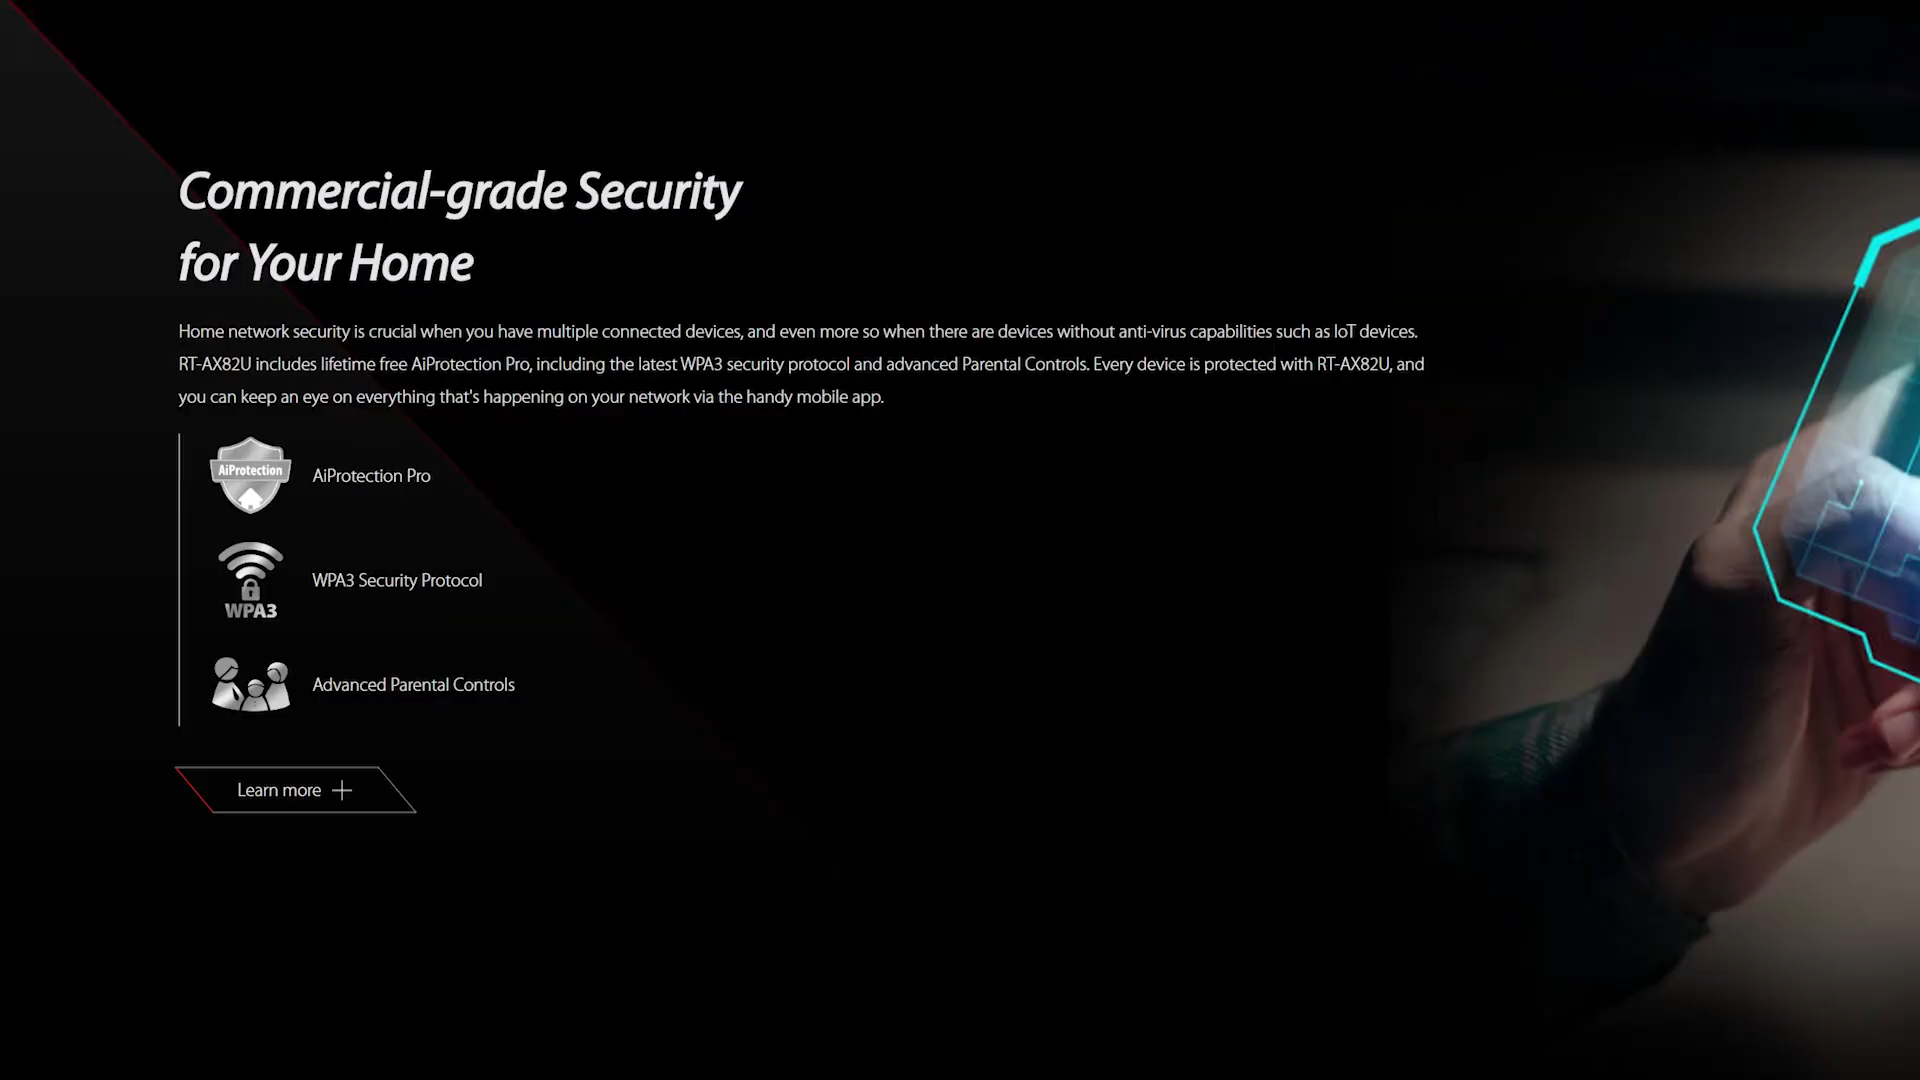 Commercial-grade Security
for Your Home
Home network security is crucial when you have multiple connected devices, and even more so when there are devices without anti-virus capabilities such as IoT devices.
RT-AX82U includes lifetime free AiProtection Pro, including the latest WPA3 security protocol and advanced Parental Controls. Every device is protected with RT-AX82U, and
you can keep an eye on everything that's happening on your network via the handy mobile app.
AiProtection
AiProtection Pro
WPA3
WPA3 Security Protocol
Advanced Parental Controls
Learn more